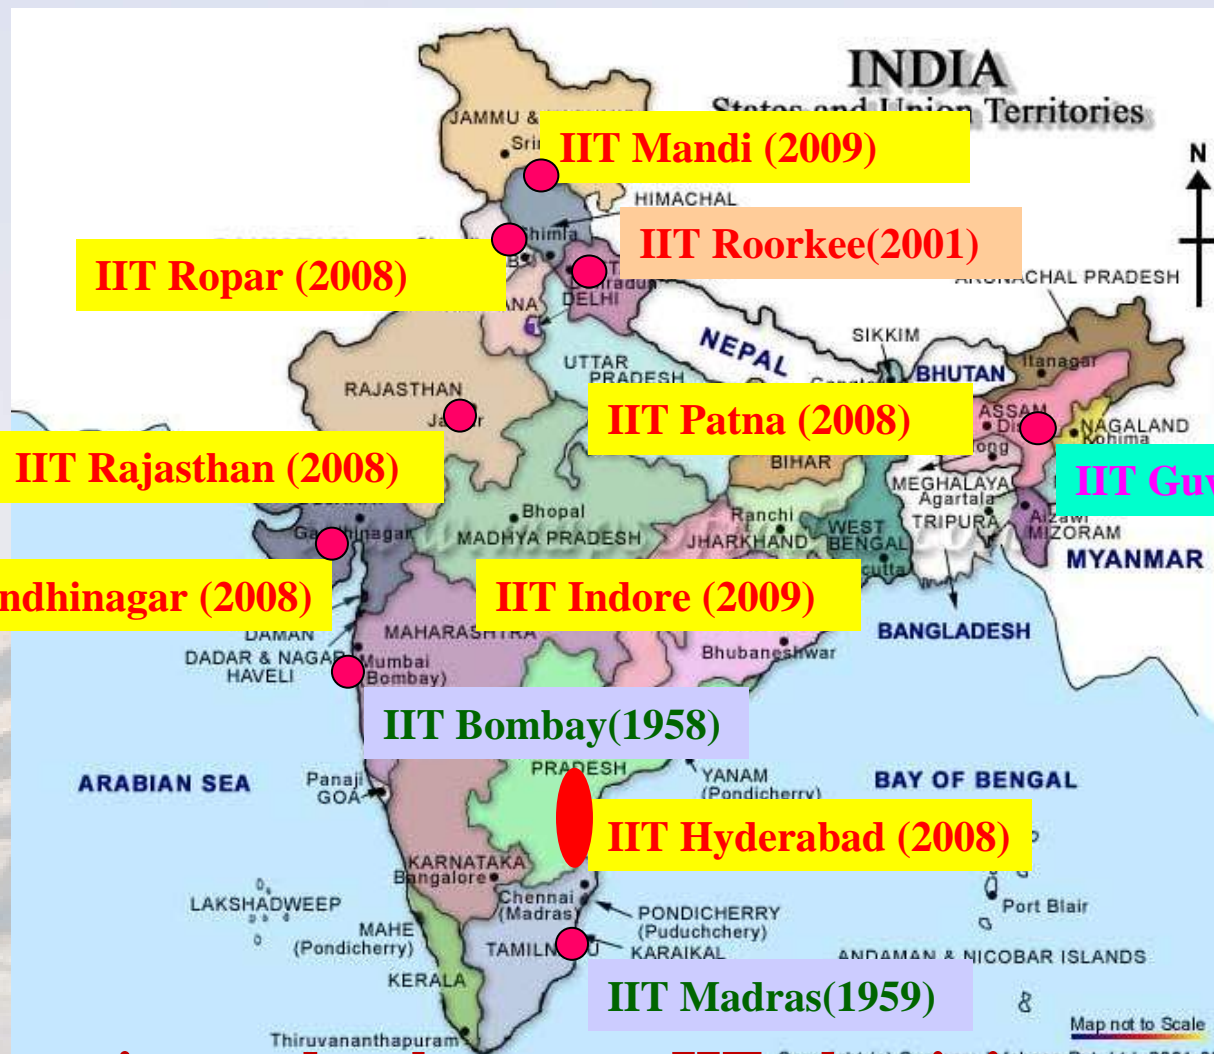 INDIA
States and Union Territories
JAMMU &
IIT Mandi (2009)
N
HIMACHAL
Shimla
IIT Roorkee(2001)
IIT Ropar (2008)
DELHI
ARUNACHAL PRADESH
SIKKIM
NEPAL
BHUTAN
Itanagar
UTTAR
PRADESH
RAJASTHAN
IIT Patna (2008)
ASSAM
NAGALAND
Kohima
IIT Rajasthan (2008)
BIHAR
MEGHALAYA
Agartala
IIT Guw
Bhopal
Ranchi
TRIPURA
Aizawl
MIZORAM
Gandhinagar
MADHYA PRADESH
JHARKHAND
WEST
BENGAL
MYANMAR
ndhinagar (2008)
IIT Indore (2009)
DAMAN
MAHARASHTRA
BANGLADESH
DADAR & NAGAR
HAVELI
Mumbai
(Bombay)
Bhubaneshwar
IIT Bombay(1958)
ARABIAN SEA
Panaji
GOA
PRADESH
YANAM
(Pondicherry)
BAY OF BENGAL
IIT Hyderabad (2008)
KARNATAKA
Bangalore
LAKSHADWEEP
Chennai
(Madras)
PONDICHERRY
(Puduchchery)
Port Blair
MAHE
(Pondicherry)
TAMILNADU
KARAIKAL
ANDAMAN & NICOBAR ISLANDS
KERALA
IIT Madras(1959)
Map not to Scale
Thiruvananthapuram